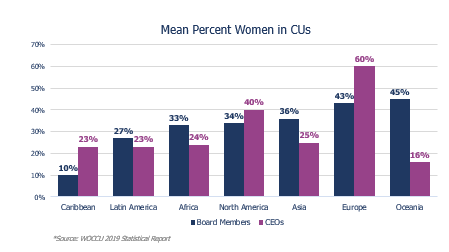 Mean Percent Women in CUs
70%
60%
50%
40%
30%
20%
10%
0%
10%
23%
27%
23%
33%
24%
34%
40%
36%
25%
43%
60%
45%
16%
Caribbean
Latin America
Africa
North America
Asia
Europe
Oceania
Board Members
CEOs
*Source: WOCCU 2019 Statistical Report